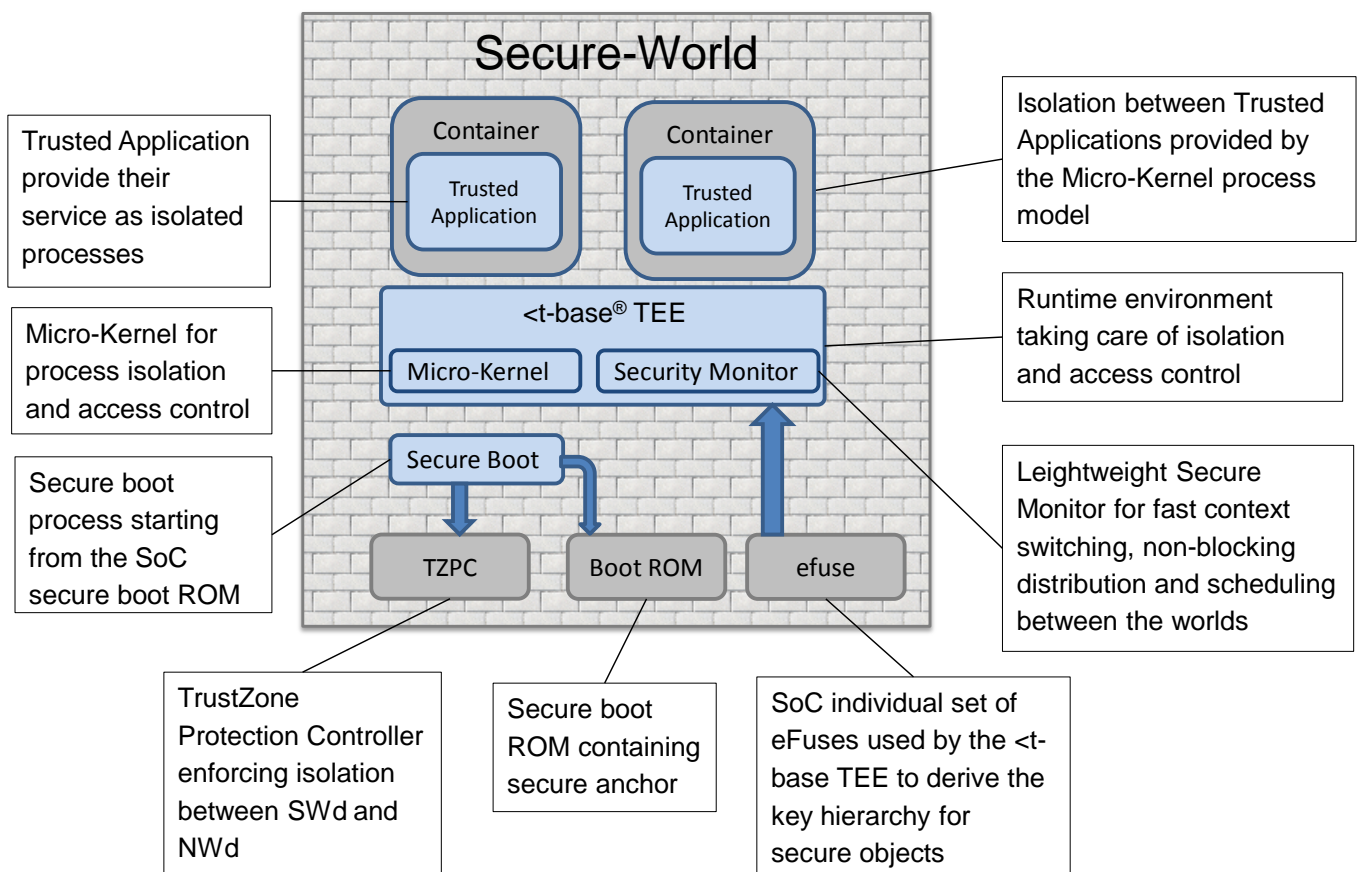 Secure-World
Container
Trusted
Application
Container
Trusted
Application
<t-base® TEE
Micro-Kernel
Security Monitor
Secure Boot
TZPC
Boot ROM
efuse
Trusted Application
provide their
service as isolated
processes
Micro-Kernel for
process isolation
and access control
Secure boot
process starting
from the SoC
secure boot ROM
Isolation between Trusted
Applications provided by
the Micro-Kernel process
model
Runtime environment
taking care of isolation
and access control
Leightweight Secure
Monitor for fast context
switching, non-blocking
distribution and scheduling
between the worlds
TrustZone
Protection Controller
enforcing isolation
between SWd and
NWd
Secure boot
ROM containing
secure anchor
SoC individual set of
eFuses used by the <t-
base TEE to derive the
key hierarchy for
secure objects